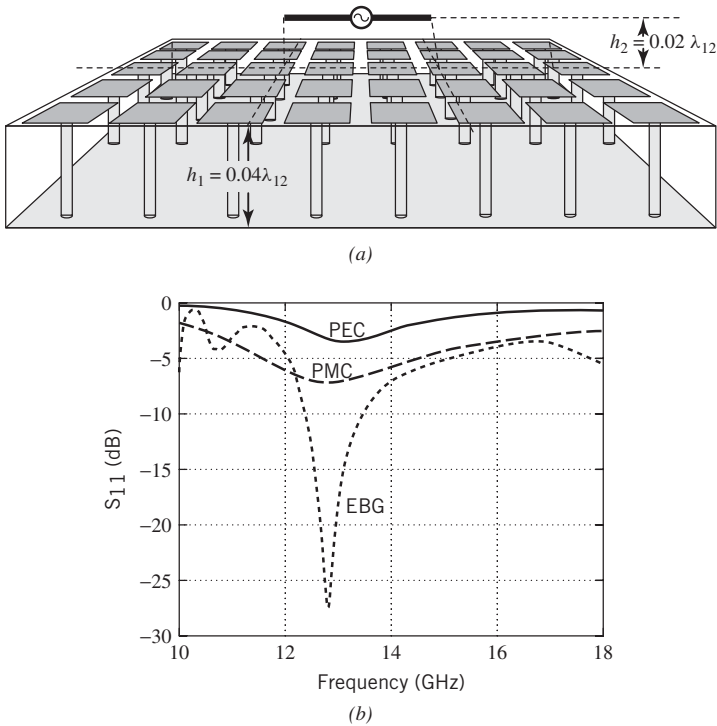 h₂ = 0.02 λ₁₂
h₁ = 0.04λ₁₂
(a)
0
−5
−10
−15
−20
−25
−30
S₁₁ (dB)
PEC
PMC
EBG
10
12
14
16
18
Frequency (GHz)
(b)